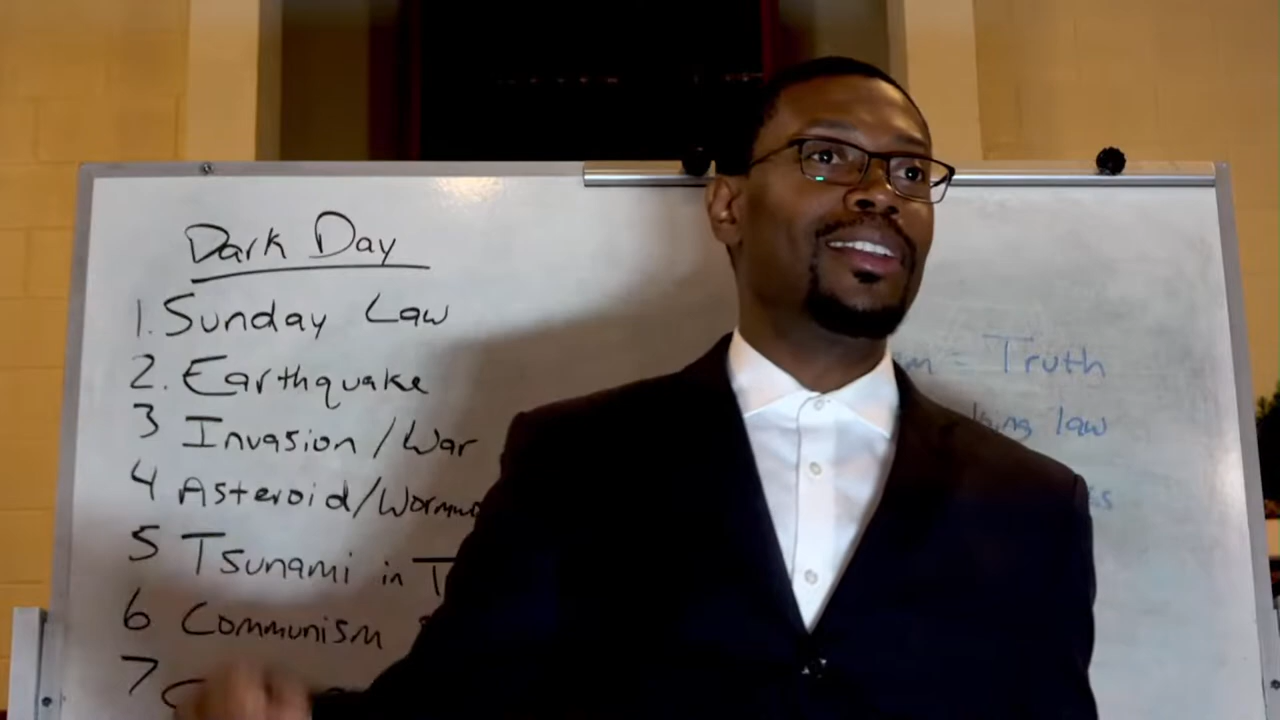 Dark Day
1. Sunday Law
2. Earthquake
3 Invasion / War
4 Asteroid/
5 Tsunami in
6 Communism
7
= Truth
law